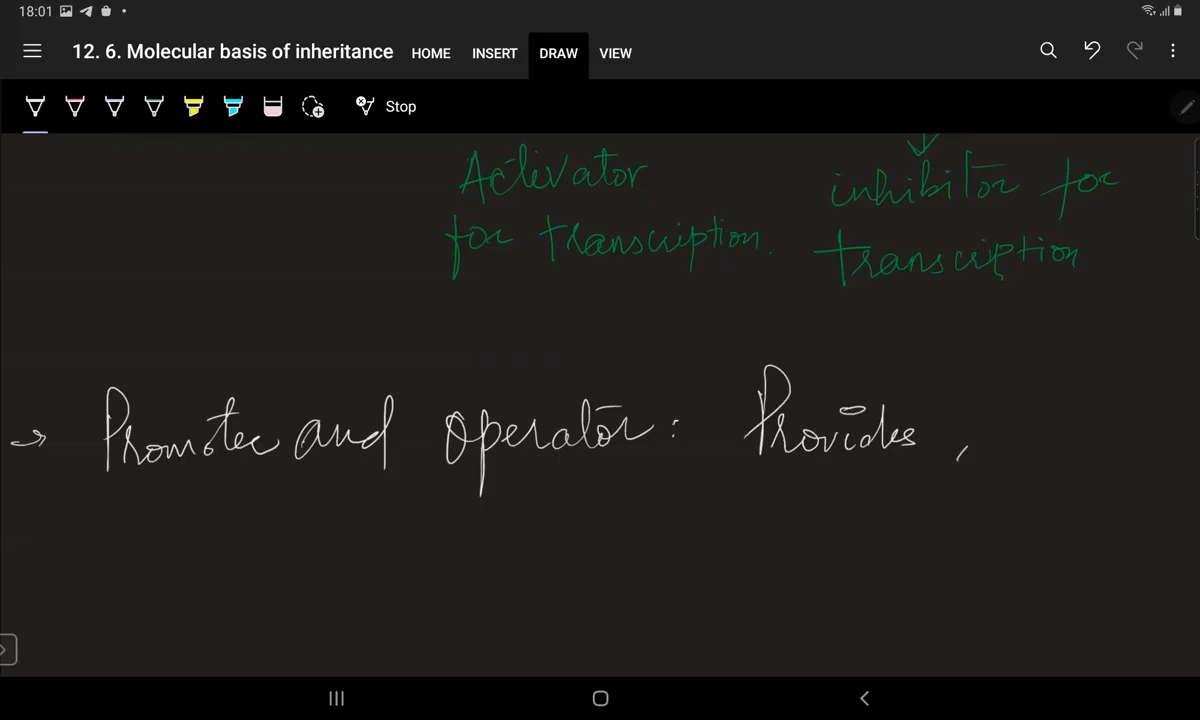 18:01
12. 6. Molecular basis of inheritance HOME INSERT DRAW VIEW
Stop
Activator
for transcription.
inhibitor for
transcription
→ Promoter and operator: Provides